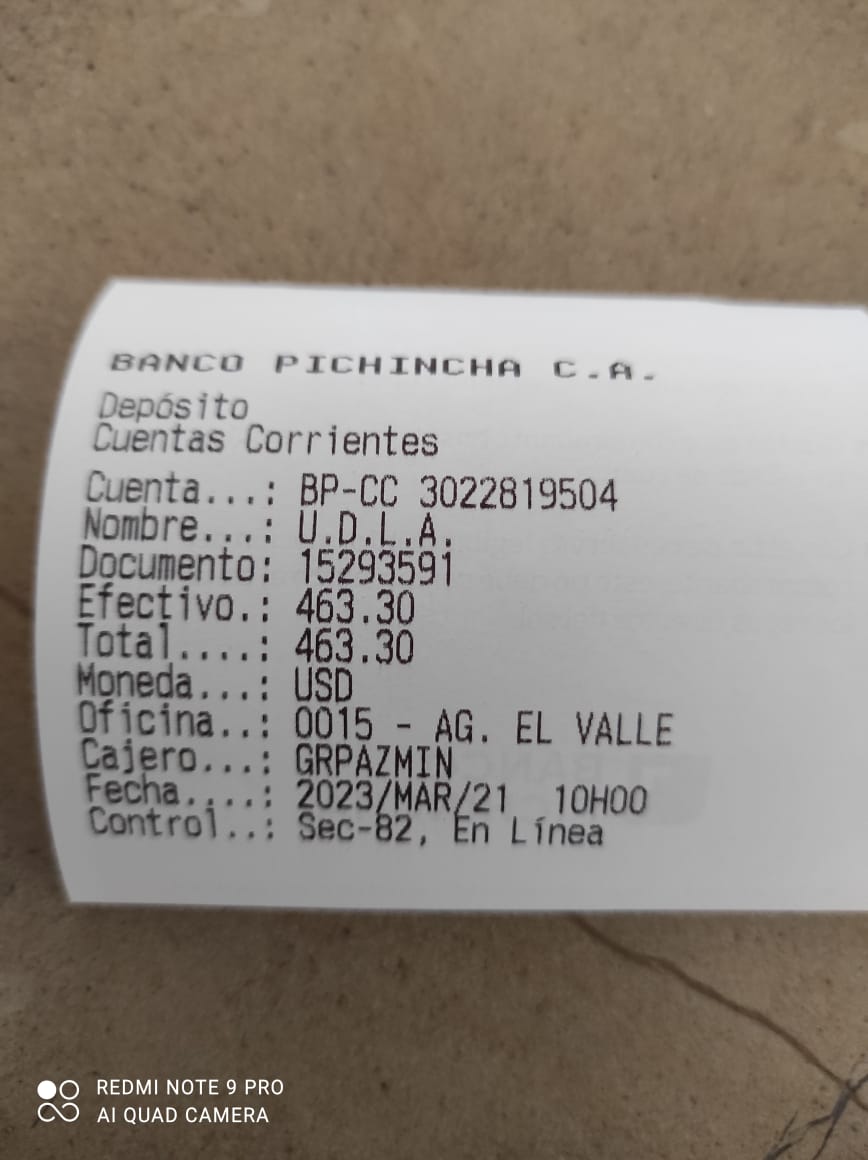 BANCO PICHINCHA C.A.
Depósito
Cuentas Corrientes
Cuenta...: BP-CC 3022819504
Nombre...: U.D.L.A.
Documento: 15293591
Efectivo.: 463.30
Total....: 463.30
Moneda...: USD
Oficina..: 0015 - AG. EL VALLE
Cajero...: GRPAZMIN
Fecha....: 2023/MAR/21 10H00
Control..: Sec-82, En Línea
REDMI NOTE 9 PRO
AI QUAD CAMERA